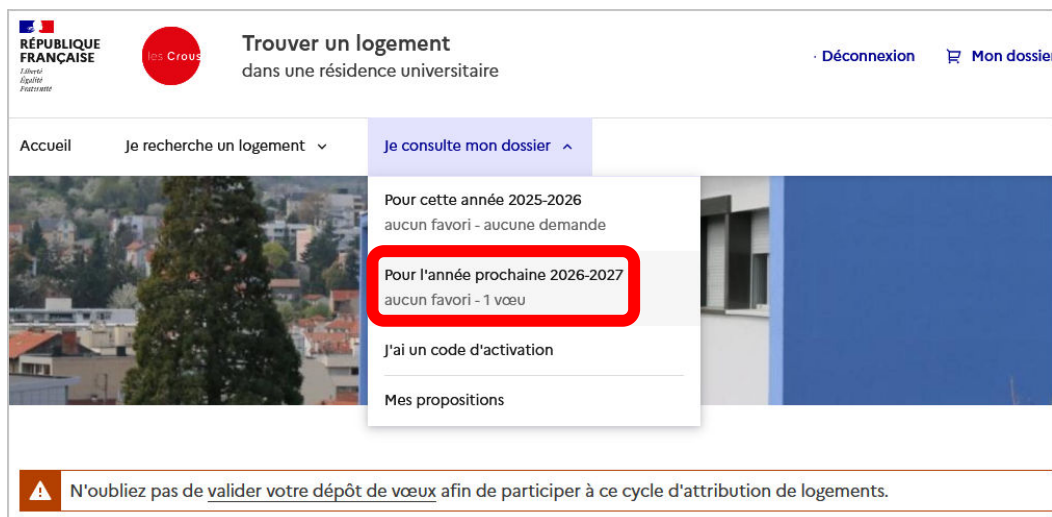 RÉPUBLIQUE
FRANÇAISE
Liberté
Égalité
Fraternité
les Crous
Trouver un logement
dans une résidence universitaire
· Déconnexion
Mon dossier
Accueil
Je recherche un logement
Je consulte mon dossier
Pour cette année 2025-2026
aucun favori - aucune demande
Pour l'année prochaine 2026-2027
aucun favori - 1 vœu
J'ai un code d'activation
Mes propositions
N'oubliez pas de valider votre dépôt de vœux afin de participer à ce cycle d'attribution de logements.